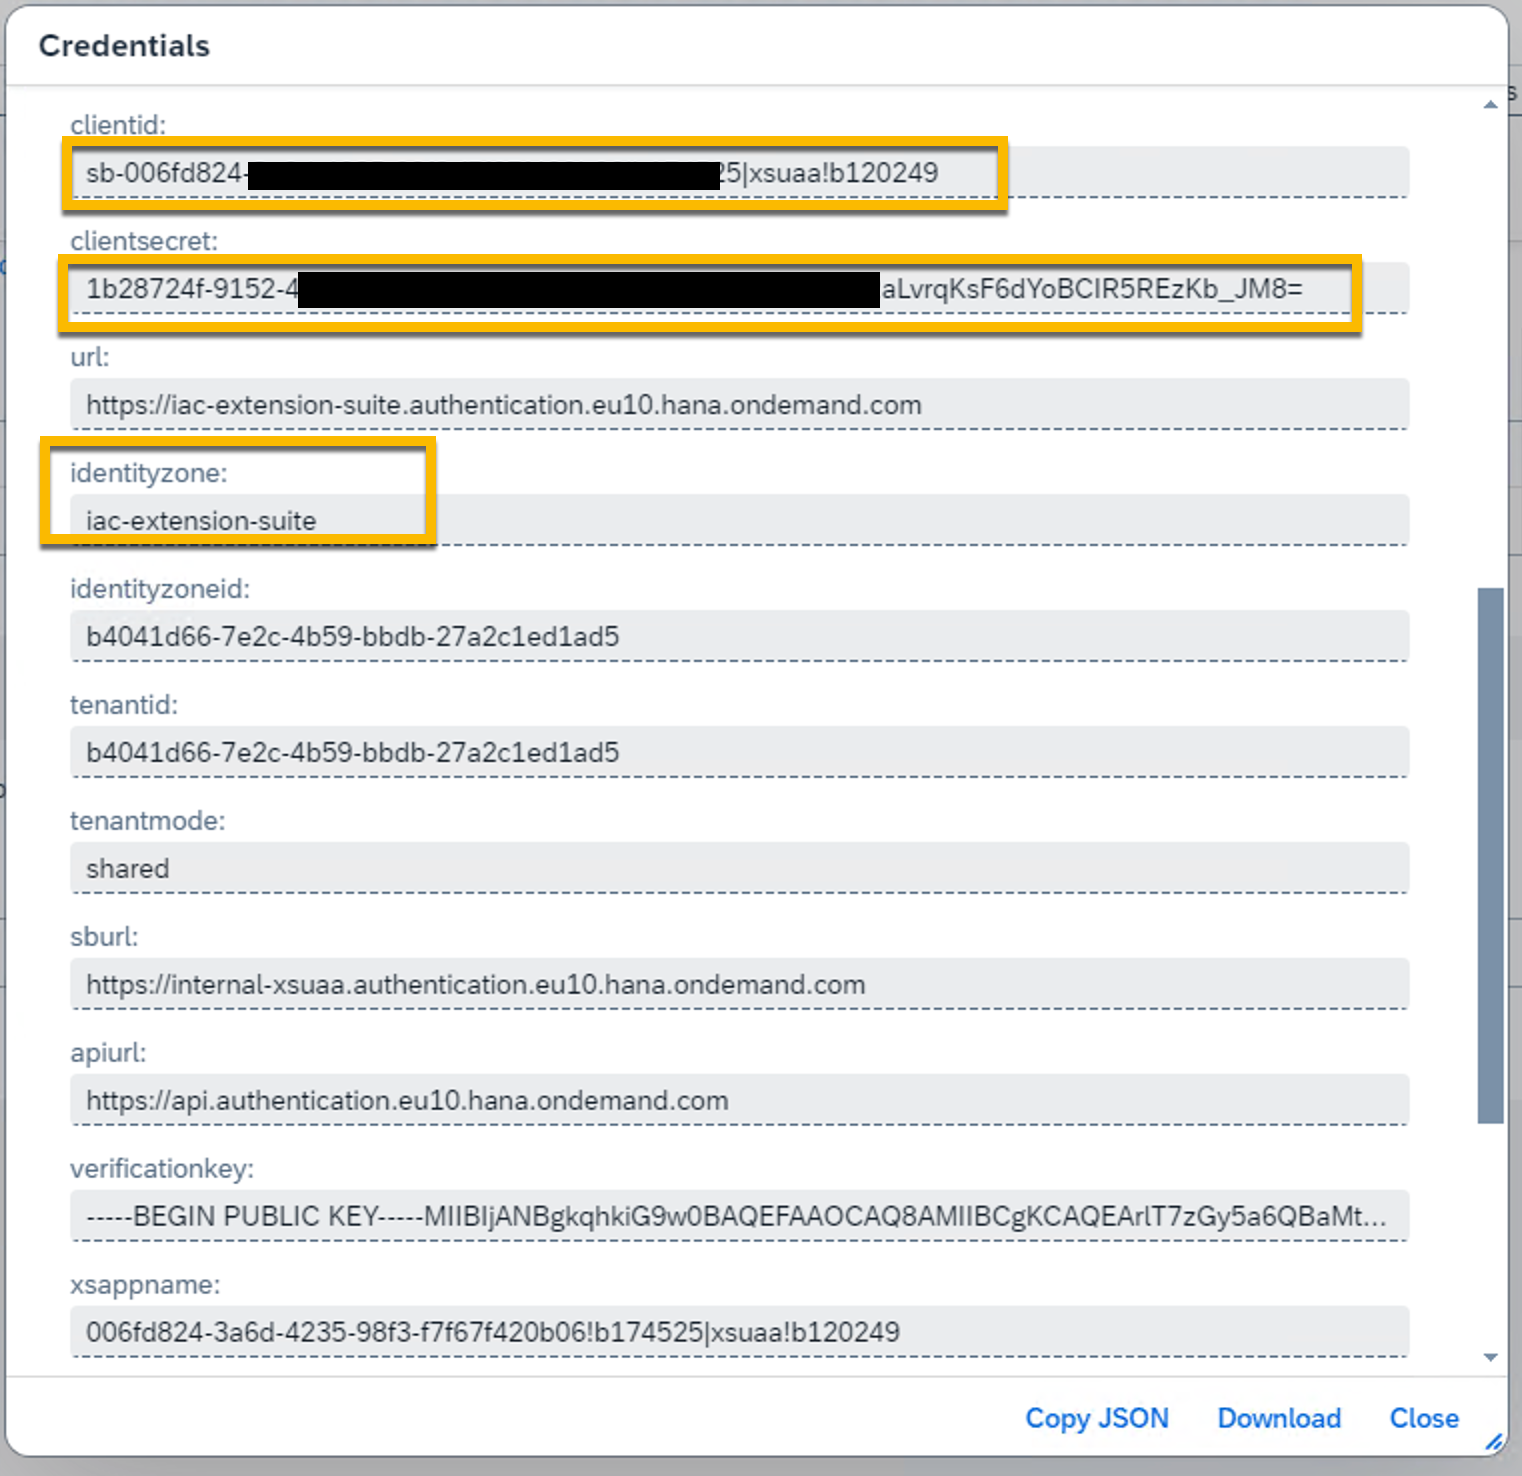 Credentials
clientid:
sb-006fd824- 25|xsuaa!b120249
clientsecret:
1b28724f-9152-4 aLvrqKsF6dYoBCIR5REzKb_JM8=
url:
https://iac-extension-suite.authentication.eu10.hana.ondemand.com
identityzone:
iac-extension-suite
identityzoneid:
b4041d66-7e2c-4b59-bbdb-27a2c1ed1ad5
tenantid:
b4041d66-7e2c-4b59-bbdb-27a2c1ed1ad5
tenantmode:
shared
sburl:
https://internal-xsuaa.authentication.eu10.hana.ondemand.com
apiurl:
https://api.authentication.eu10.hana.ondemand.com
verificationkey:
-----BEGIN PUBLIC KEY-----MIIBIjANBgkqhkiG9w0BAQEFAAOCAQ8AMIIBCgKCAQEArlT7zGy5a6QBaMt...
xsappname:
006fd824-3a6d-4235-98f3-f7f67f420b06!b174525|xsuaa!b120249
Copy JSON Download Close